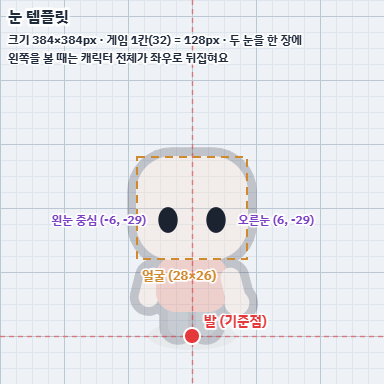 눈 템플릿
크기 384×384px · 게임 1칸(32) = 128px · 두 눈을 한 장에
왼쪽을 볼 때는 캐릭터 전체가 좌우로 뒤집혀요
왼눈 중심 (-6, -29)
오른눈 (6, -29)
얼굴 (28×26)
발 (기준점)